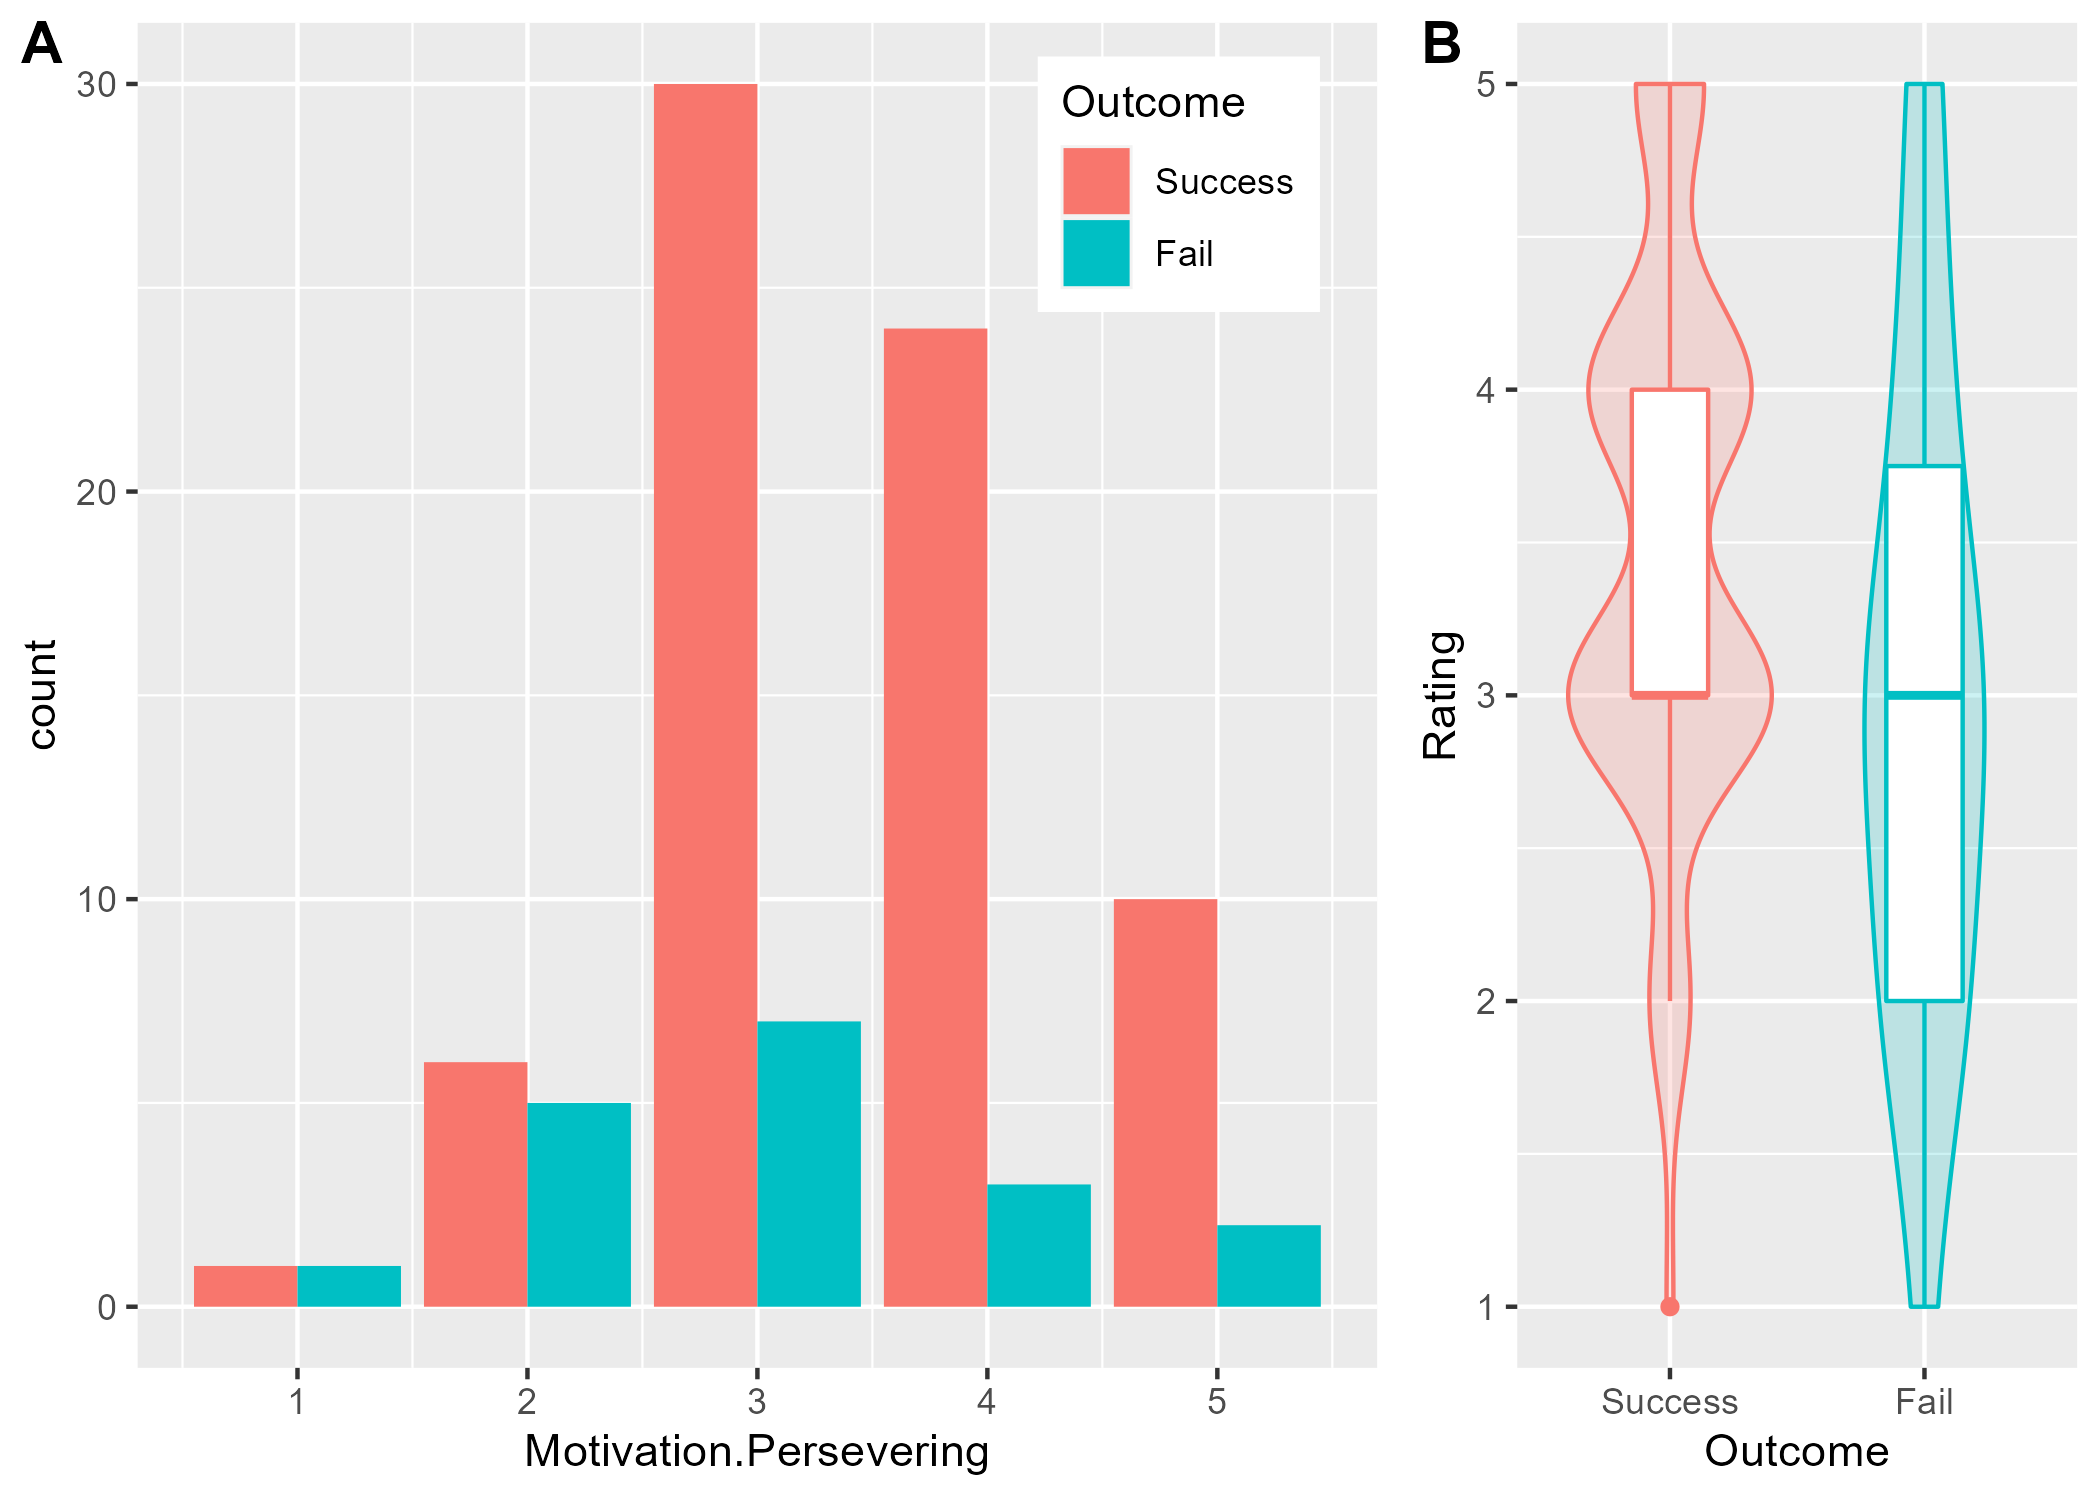 A
30
20
10
0
count
1 2 3 4 5
Motivation.Persevering
Outcome
Success
Fail
B
5
4
3
2
1
Rating
Success Fail
Outcome